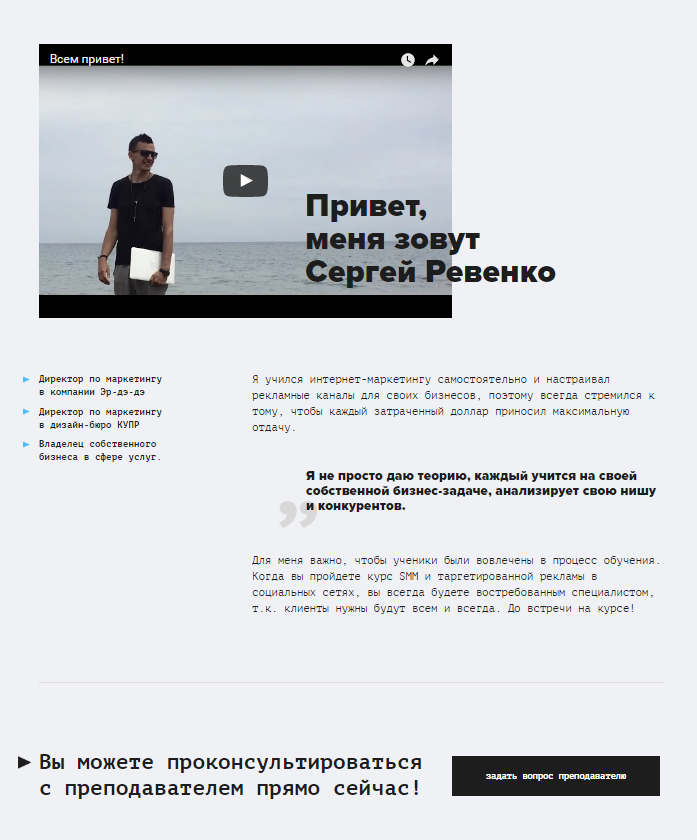 Всем привет!
Привет,
меня зовут
Сергей Ревенко
Директор по маркетингу
в компании Эр-дэ-дэ
Директор по маркетингу
в дизайн-бюро КУПР
Владелец собственного
бизнеса в сфере услуг.
Я учился интернет-маркетингу самостоятельно и настраивал
рекламные каналы для своих бизнесов, поэтому всегда стремился к
тому, чтобы каждый затраченный доллар приносил максимальную
отдачу.
Я не просто даю теорию, каждый учится на своей
собственной бизнес-задаче, анализирует свою нишу
и конкурентов.
Для меня важно, чтобы ученики были вовлечены в процесс обучения.
Когда вы пройдете курс SMM и таргетированной рекламы в
социальных сетях, вы всегда будете востребованным специалистом,
т.к. клиенты нужны будут всем и всегда. До встречи на курсе!
Вы можете проконсультироваться
с преподавателем прямо сейчас!
задать вопрос преподавателю